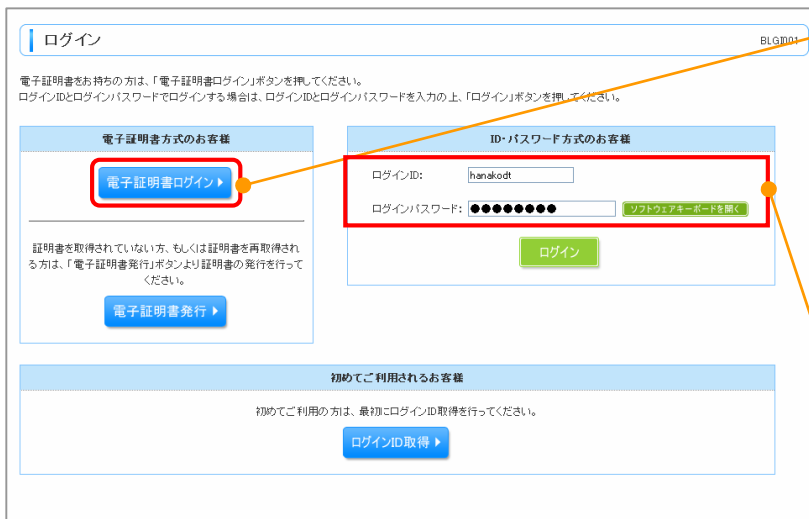 ログイン
BLGI001
電子証明書をお持ちの方は、「電子証明書ログイン」ボタンを押してください。
ログインIDとログインパスワードでログインする場合は、ログインIDとログインパスワードを入力の上、「ログイン」ボタンを押してください。
電子証明書方式のお客様
電子証明書ログイン
証明書を取得されていない方、もしくは証明書を再取得され
る方は、「電子証明書発行」ボタンより証明書の発行を行って
ください。
電子証明書発行
ID・パスワード方式のお客様
ログインID: hanakodt
ログインパスワード: ●●●●●●●● ソフトウェアキーボードを開く
ログイン
初めてご利用されるお客様
初めてご利用の方は、最初にログインID取得を行ってください。
ログインID取得